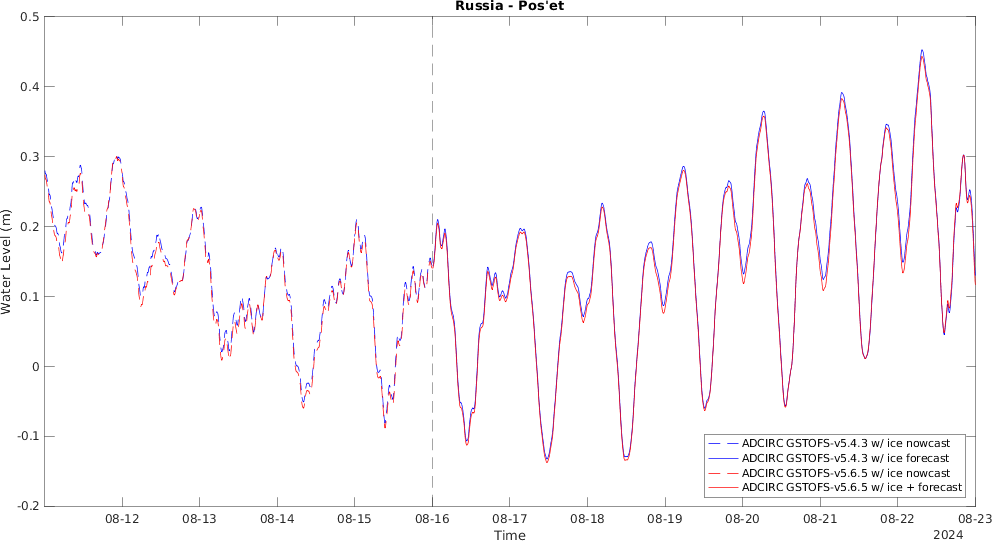 Russia - Pos'et
Water Level (m)
0.5
0.4
0.3
0.2
0.1
0
-0.1
-0.2
ADCIRC GSTOFS-v5.4.3 w/ ice nowcast
ADCIRC GSTOFS-v5.4.3 w/ ice forecast
ADCIRC GSTOFS-v5.6.5 w/ ice nowcast
ADCIRC GSTOFS-v5.6.5 w/ ice + forecast
08-12 08-13 08-14 08-15 08-16 08-17 08-18 08-19 08-20 08-21 08-22 08-23
Time
2024